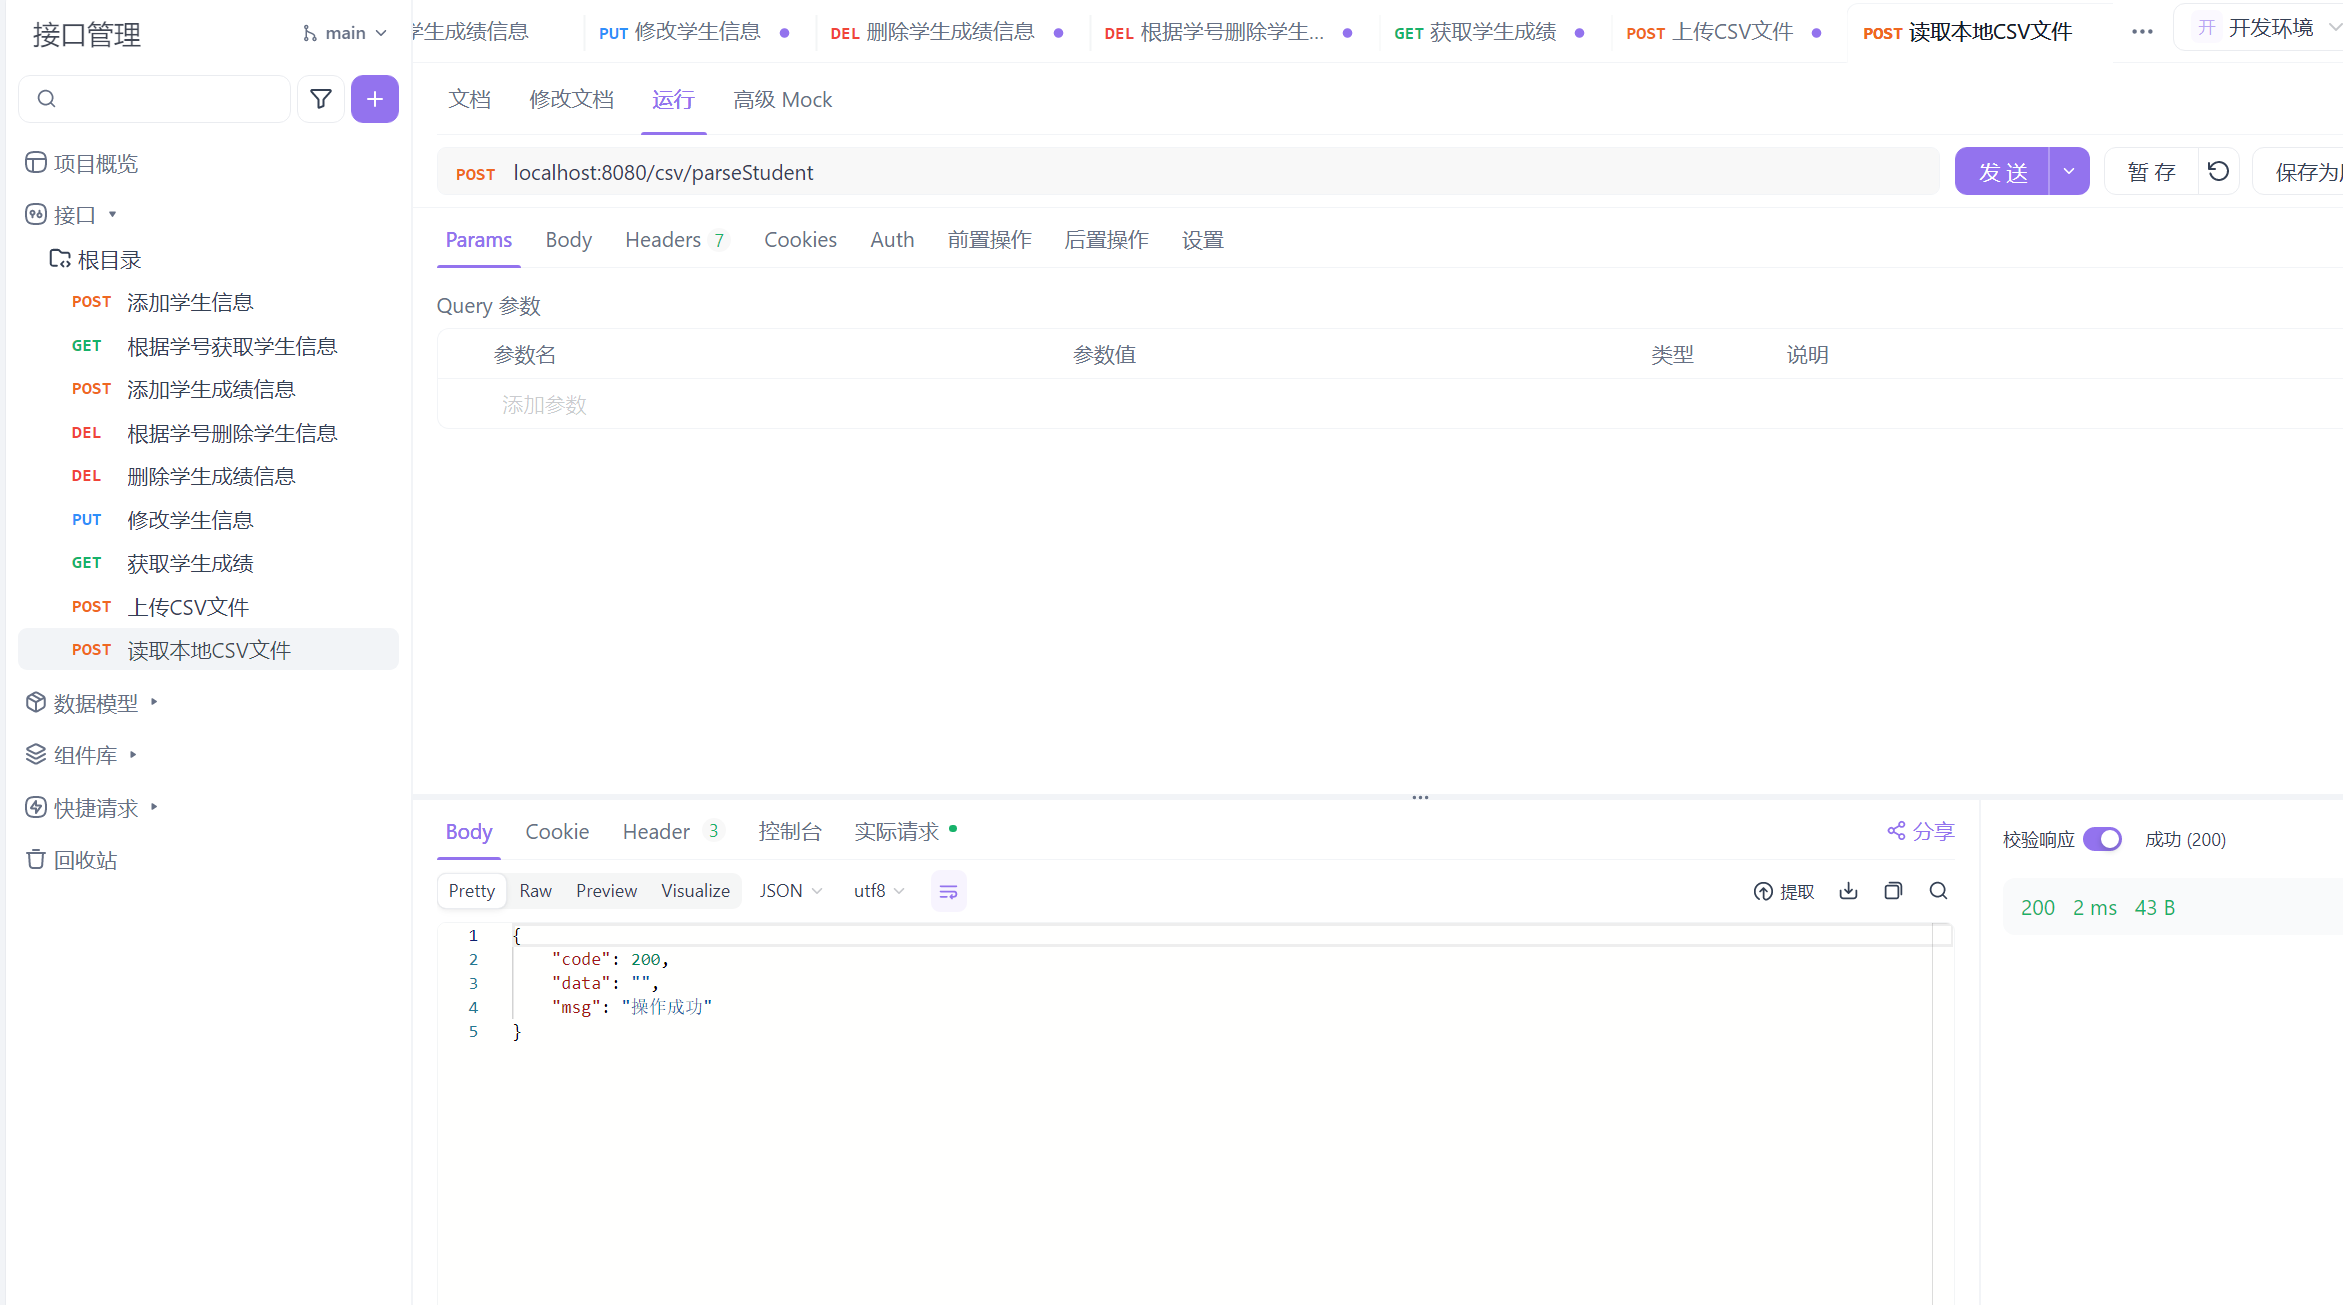 接口管理
main
项目概览
接口
根目录
POST 添加学生信息
GET 根据学号获取学生信息
POST 添加学生成绩信息
DEL 根据学号删除学生信息
DEL 删除学生成绩信息
PUT 修改学生信息
GET 获取学生成绩
POST 上传CSV文件
POST 读取本地CSV文件
数据模型
组件库
快捷请求
回收站
学生成绩信息 PUT 修改学生信息 DEL 删除学生成绩信息 DEL 根据学号删除学生... GET 获取学生成绩 POST 上传CSV文件 POST 读取本地CSV文件 ... 开 开发环境
文档 修改文档 运行 高级 Mock
POST localhost:8080/csv/parseStudent 发 送 暂 存 保存为
Params Body Headers 7 Cookies Auth 前置操作 后置操作 设置
Query 参数
参数名 参数值 类型 说明
添加参数
Body Cookie Header 3 控制台 实际请求 分享
Pretty Raw Preview Visualize JSON utf8 提取
1 {
2 "code": 200,
3 "data": "",
4 "msg": "操作成功"
5 }
校验响应 成功 (200)
200 2 ms 43 B